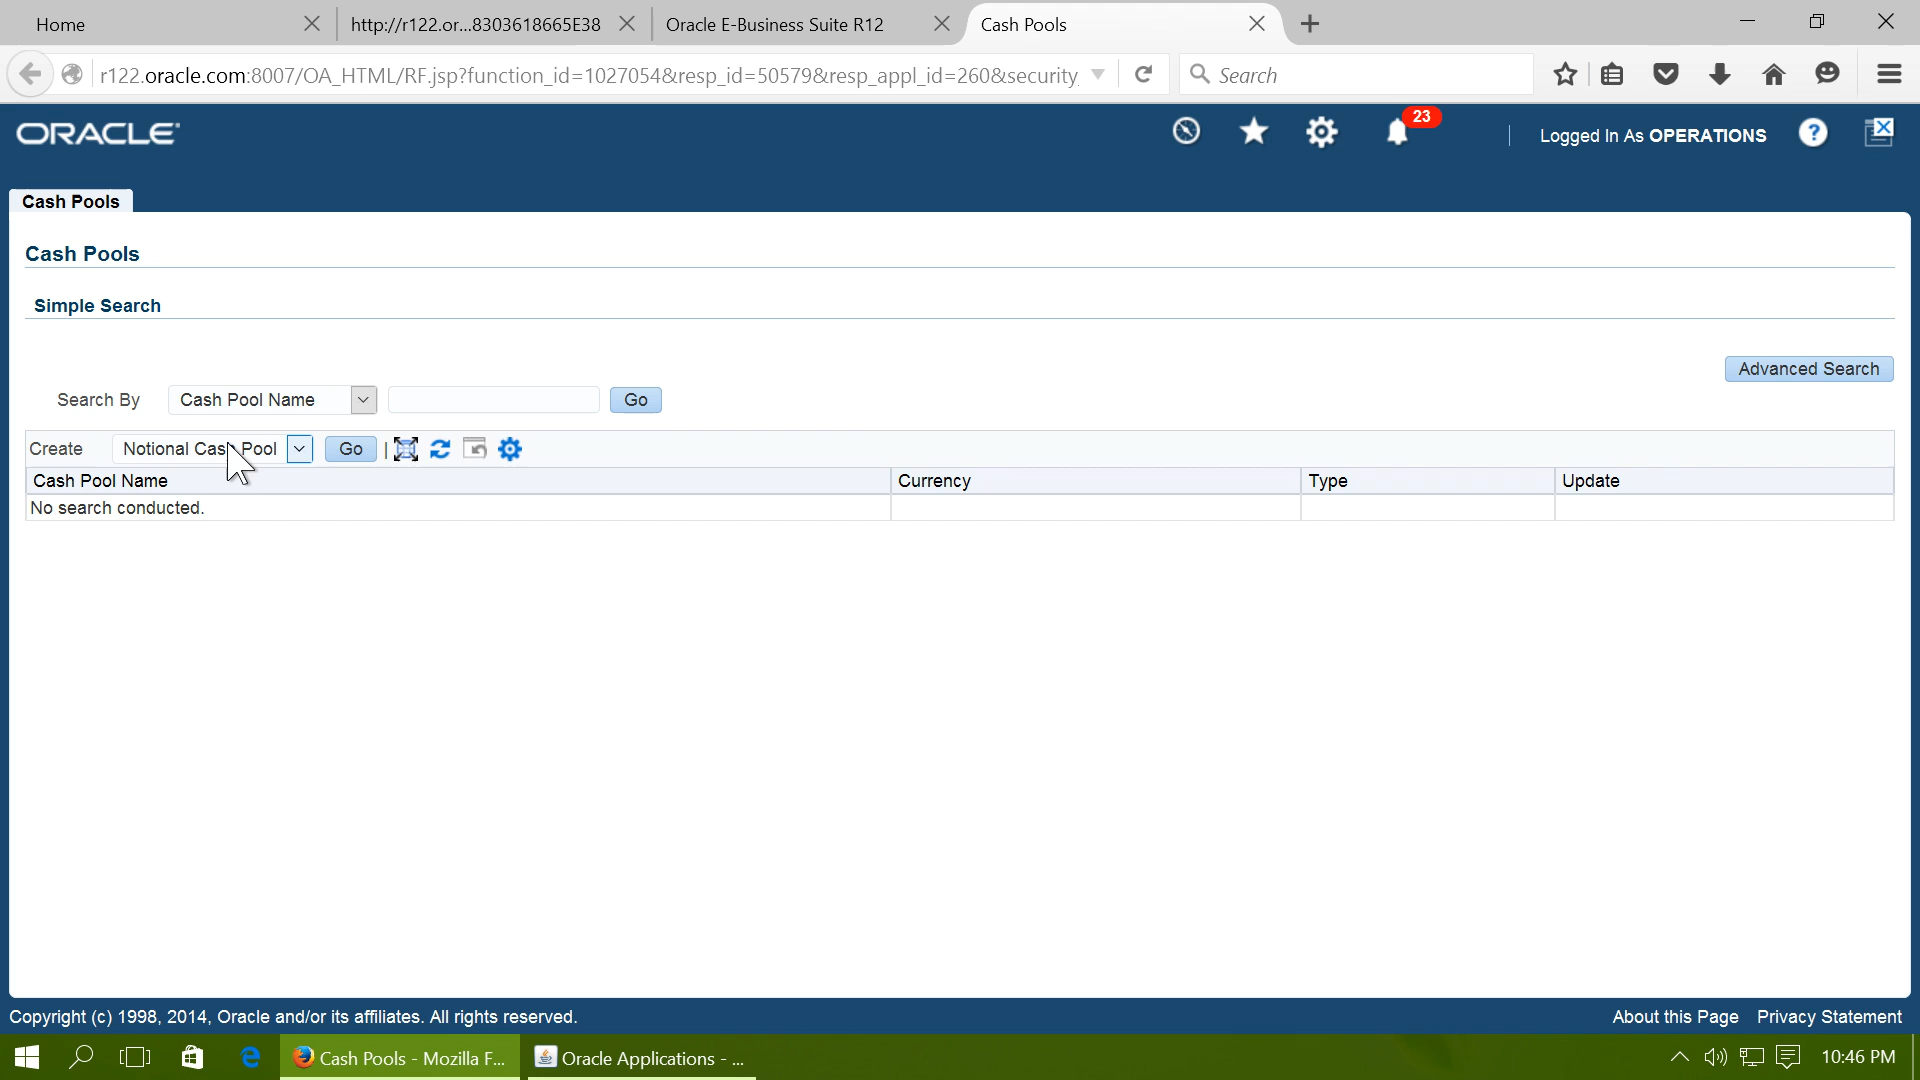 Home
http://r122.or...8303618665E38
Oracle E-Business Suite R12
Cash Pools
r122.oracle.com:8007/OA_HTML/RF.jsp?function_id=1027054&resp_id=50579&resp_appl_id=260&security
Search
ORACLE
23
Logged In As OPERATIONS
?
Cash Pools
Cash Pools
Simple Search
Advanced Search
Search By Cash Pool Name Go
Create Notional Cash Pool Go |
Cash Pool Name Currency Type Update
No search conducted.
Copyright (c) 1998, 2014, Oracle and/or its affiliates. All rights reserved.
About this Page Privacy Statement
Cash Pools - Mozilla F...
Oracle Applications - ...
10:46 PM